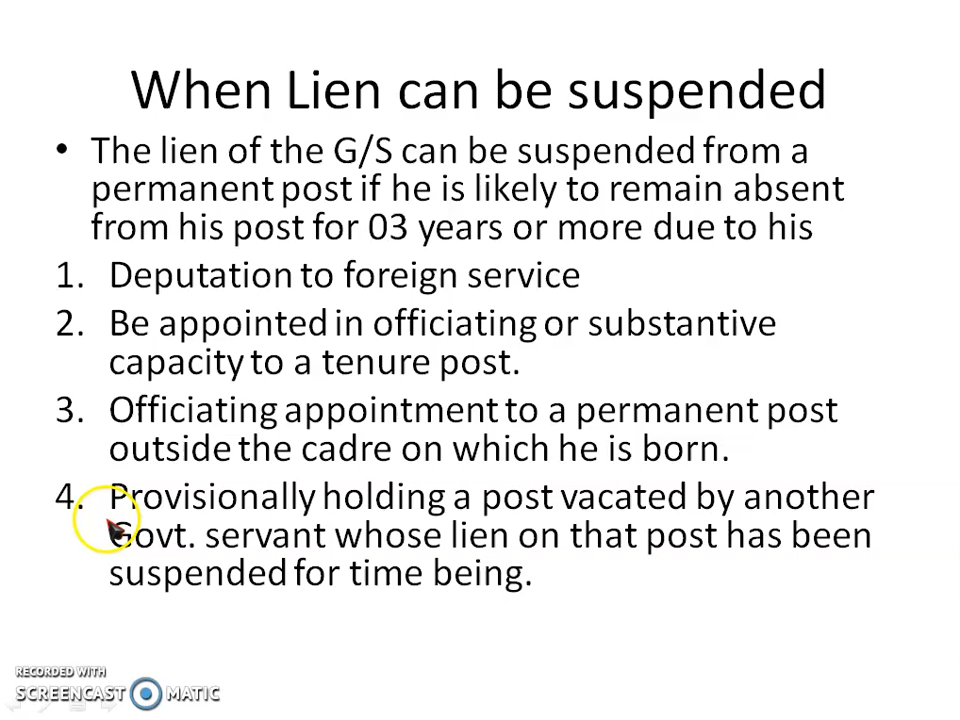 When Lien can be suspended
• The lien of the G/S can be suspended from a
permanent post if he is likely to remain absent
from his post for 03 years or more due to his
1. Deputation to foreign service
2. Be appointed in officiating or substantive
capacity to a tenure post.
3. Officiating appointment to a permanent post
outside the cadre on which he is born.
4. Provisionally holding a post vacated by another
Govt. servant whose lien on that post has been
suspended for time being.
RECORDED WITH
SCREENCAST MATIC